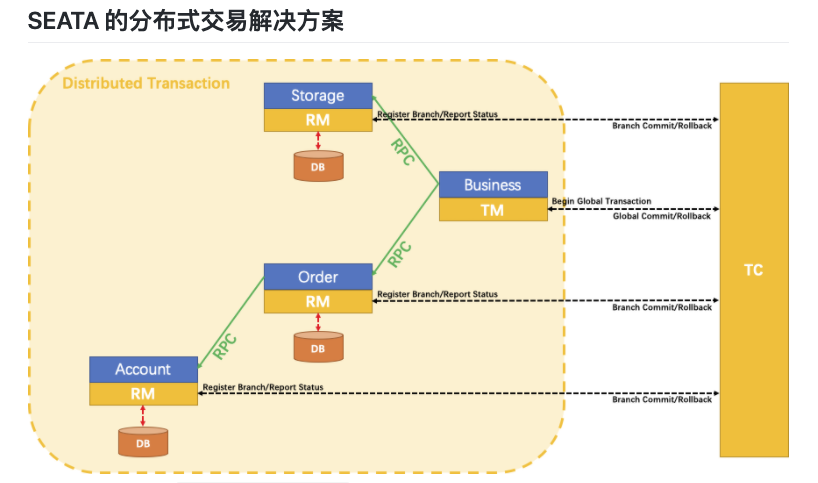 SEATA 的分布式交易解决方案
Distributed Transaction
Storage
RM
DB
Register Branch/Report Status
Branch Commit/Rollback
RPC
Business
TM
Begin Global Transaction
Global Commit/Rollback
TC
RPC
Order
RM
DB
Register Branch/Report Status
Branch Commit/Rollback
RPC
Account
RM
DB
Register Branch/Report Status
Branch Commit/Rollback